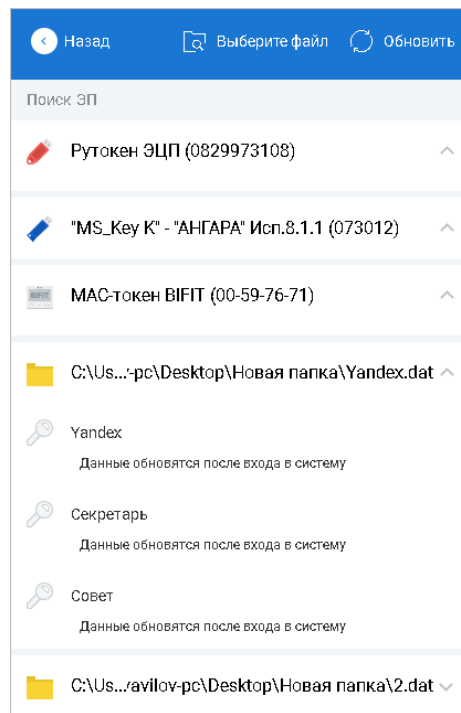 Назад Выберите файл Обновить
Поиск ЭП
Рутокен ЭЦП (0829973108)
"MS_Key K" - "АНГАРА" Исп.8.1.1 (073012)
BIFIT
MAC-токен BIFIT (00-59-76-71)
C:\Us...-pc\Desktop\Новая папка\Yandex.dat
Yandex
Данные обновятся после входа в систему
Секретарь
Данные обновятся после входа в систему
Совет
Данные обновятся после входа в систему
C:\Us...avilov-pc\Desktop\Новая папка\2.dat